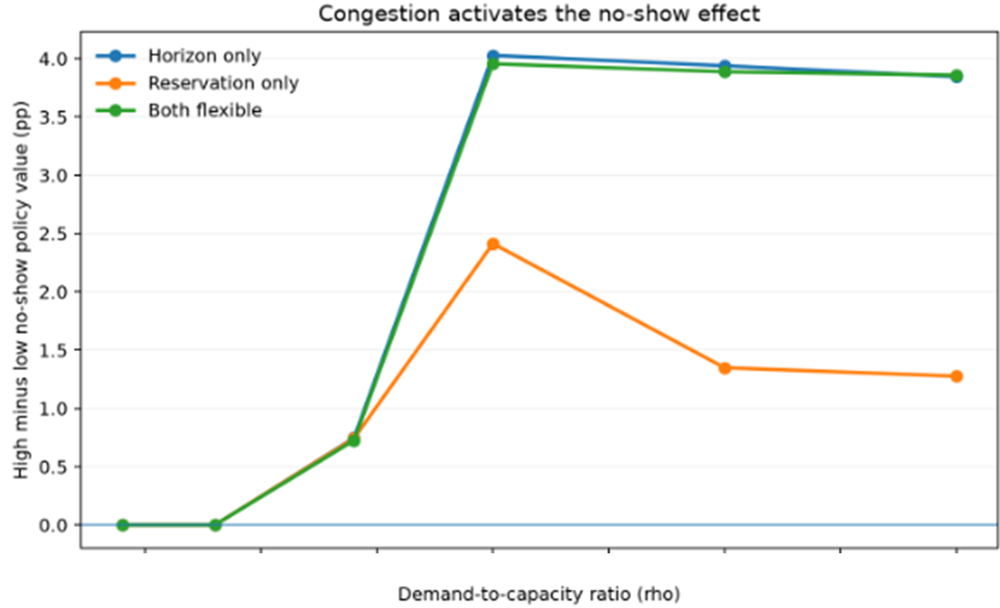 Congestion activates the no-show effect
Horizon only
Reservation only
Both flexible
High minus low no-show policy value (pp)
4.0
3.5
3.0
2.5
2.0
1.5
1.0
0.5
0.0
Demand-to-capacity ratio (rho)